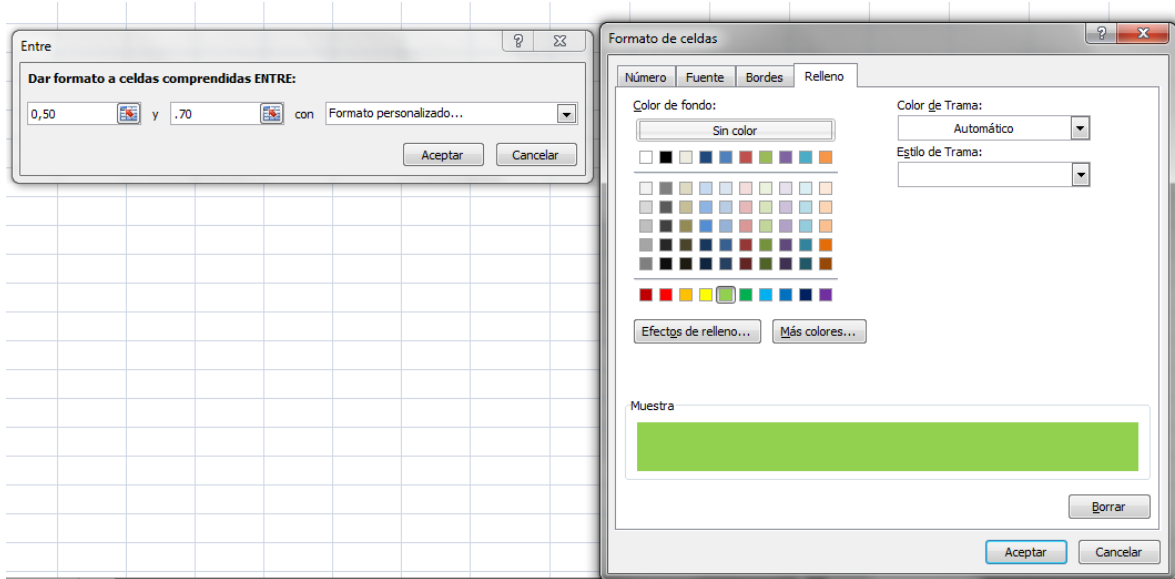 Entre
Dar formato a celdas comprendidas ENTRE:
0,50 y .70 con Formato personalizado...
Aceptar Cancelar
Formato de celdas
Número Fuente Bordes Relleno
Color de fondo:
Sin color
Color de Trama:
Automático
Estilo de Trama:
Efectos de relleno... Más colores...
Muestra
Borrar
Aceptar Cancelar